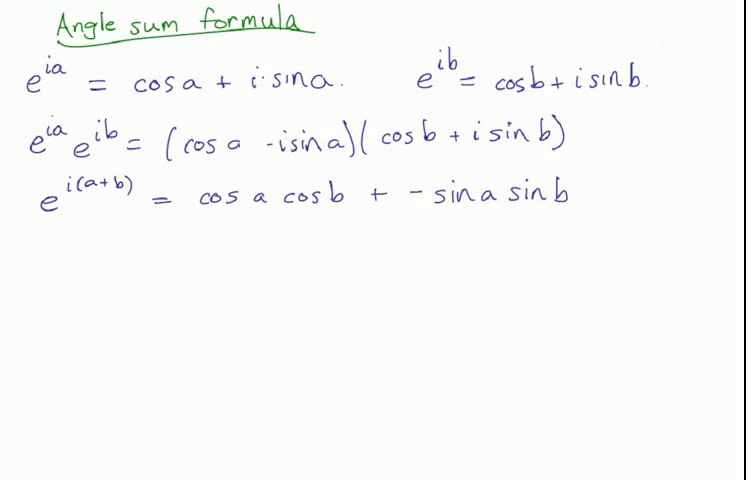 Angle sum formula
e^{ia} = cos a + i·sin a. e^{ib} = cos b + i sin b.
e^{ia} e^{ib} = (cos a - i sin a)(cos b + i sin b)
e^{i(a+b)} = cos a cos b + - sin a sin b